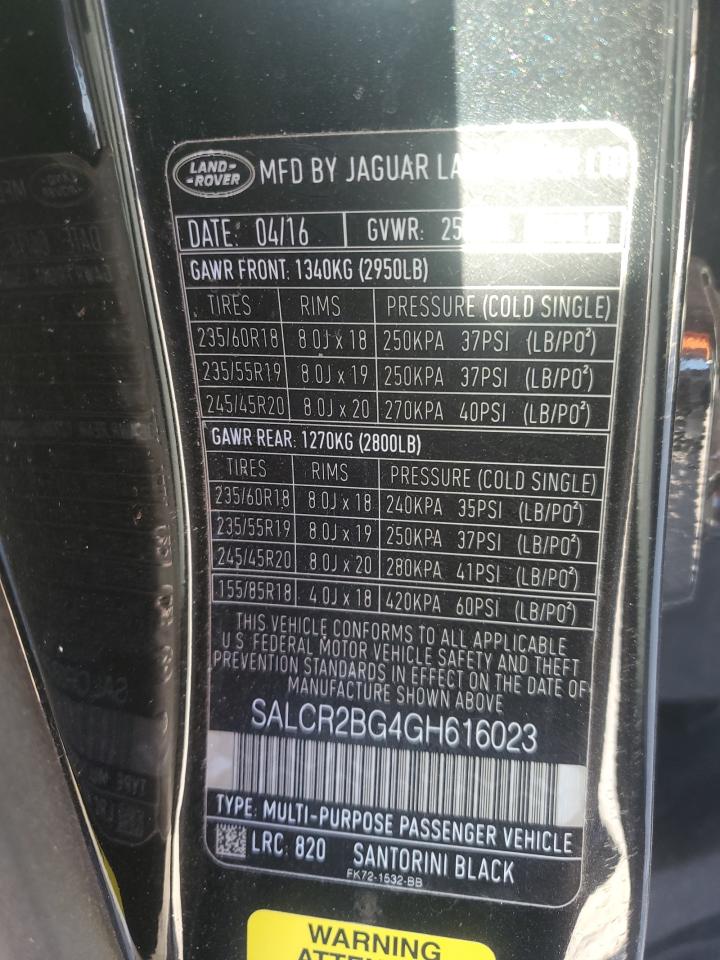 LAND-
-ROVER
MFD BY JAGUAR LA
DATE: 04/16 GVWR: 25
GAWR FRONT: 1340KG (2950LB)
TIRES RIMS PRESSURE (COLD SINGLE)
235/60R18 8.0J x 18 250KPA 37PSI (LB/PO²)
235/55R19 8.0J x 19 250KPA 37PSI (LB/PO²)
245/45R20 8.0J x 20 270KPA 40PSI (LB/PO²)
GAWR REAR: 1270KG (2800LB)
TIRES RIMS PRESSURE (COLD SINGLE)
235/60R18 8.0J x 18 240KPA 35PSI (LB/PO²)
235/55R19 8.0J x 19 250KPA 37PSI (LB/PO²)
245/45R20 8.0J x 20 280KPA 41PSI (LB/PO²)
155/85R18 4.0J x 18 420KPA 60PSI (LB/PO²)
THIS VEHICLE CONFORMS TO ALL APPLICABLE
U.S. FEDERAL MOTOR VEHICLE SAFETY AND THEFT
PREVENTION STANDARDS IN EFFECT ON THE DATE OF
MANUFACTURE SHOWN ABOVE
SALCR2BG4GH616023
TYPE: MULTI-PURPOSE PASSENGER VEHICLE
LRC: 820 SANTORINI BLACK
FK72-1532-BB
WARNING